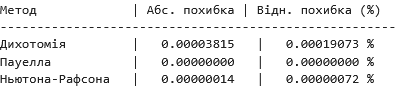 Метод            | Абс. похибка | Відн. похибка (%)
----------------------------------------------------
Дихотомія        |   0.00003815   |   0.00019073 %
Пауелла          |   0.00000000   |   0.00000000 %
Ньютона-Рафсона  |   0.00000014   |   0.00000072 %